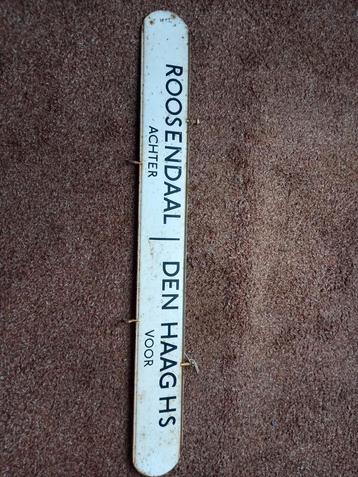 ROOSENDAAL | DEN HAAG HS
ACHTER VOOR